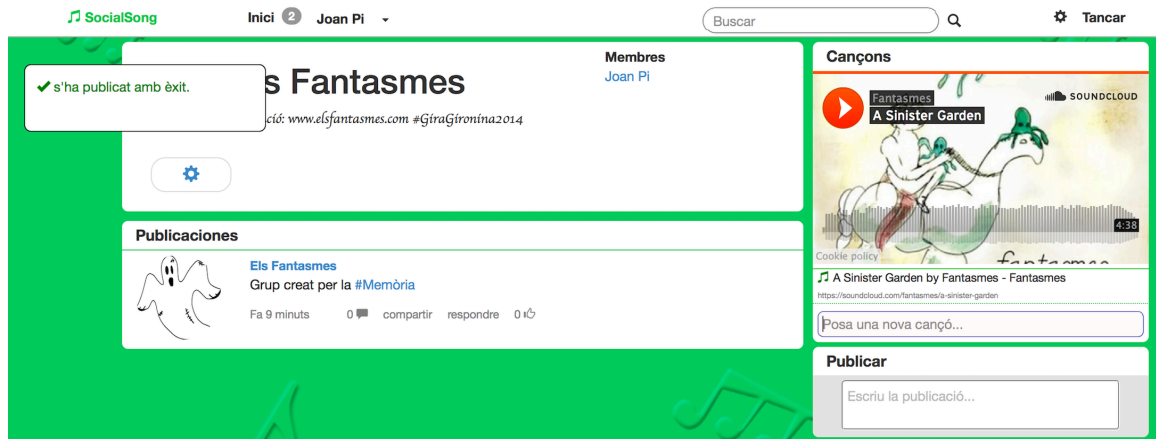 SocialSong
Inici 2 Joan Pi
Buscar
Tancar
s'ha publicat amb èxit.
s Fantasmes
ció: www.elsfantasmes.com #GiraGironina2014
Membres
Joan Pi
Publicaciones
Els Fantasmes
Grup creat per la #Memòria
Fa 9 minuts 0 compartir respondre 0
Cançons
Fantasmes
A Sinister Garden
SOUNDCLOUD
4:38
Cookie policy
fantasmes
A Sinister Garden by Fantasmes - Fantasmes
https://soundcloud.com/fantasmes/a-sinister-garden
Posa una nova cançó...
Publicar
Escriu la publicació...